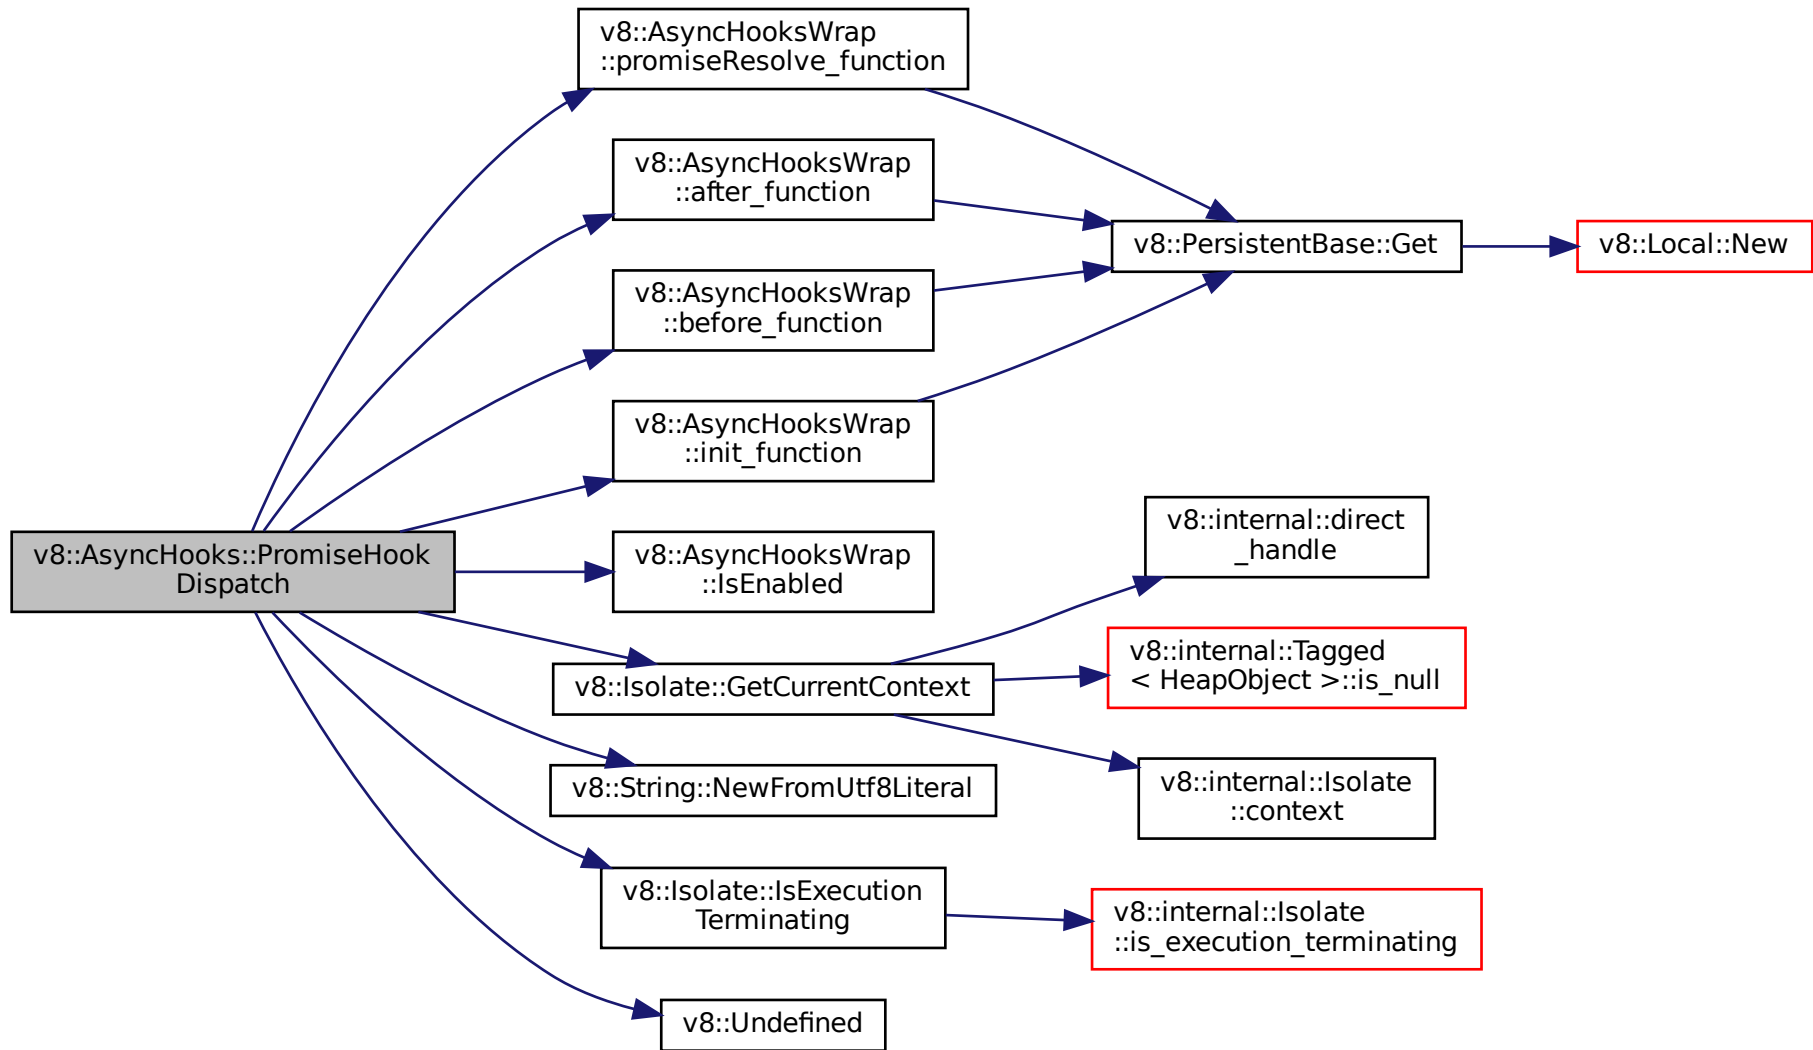 v8::AsyncHooksWrap
::promiseResolve_function
v8::AsyncHooksWrap
::after_function
v8::PersistentBase::Get
v8::Local::New
v8::AsyncHooksWrap
::before_function
v8::AsyncHooksWrap
::init_function
v8::AsyncHooks::PromiseHook
Dispatch
v8::AsyncHooksWrap
::IsEnabled
v8::internal::direct
_handle
v8::Isolate::GetCurrentContext
v8::internal::Tagged
< HeapObject >::is_null
v8::String::NewFromUtf8Literal
v8::internal::Isolate
::context
v8::Isolate::IsExecution
Terminating
v8::internal::Isolate
::is_execution_terminating
v8::Undefined